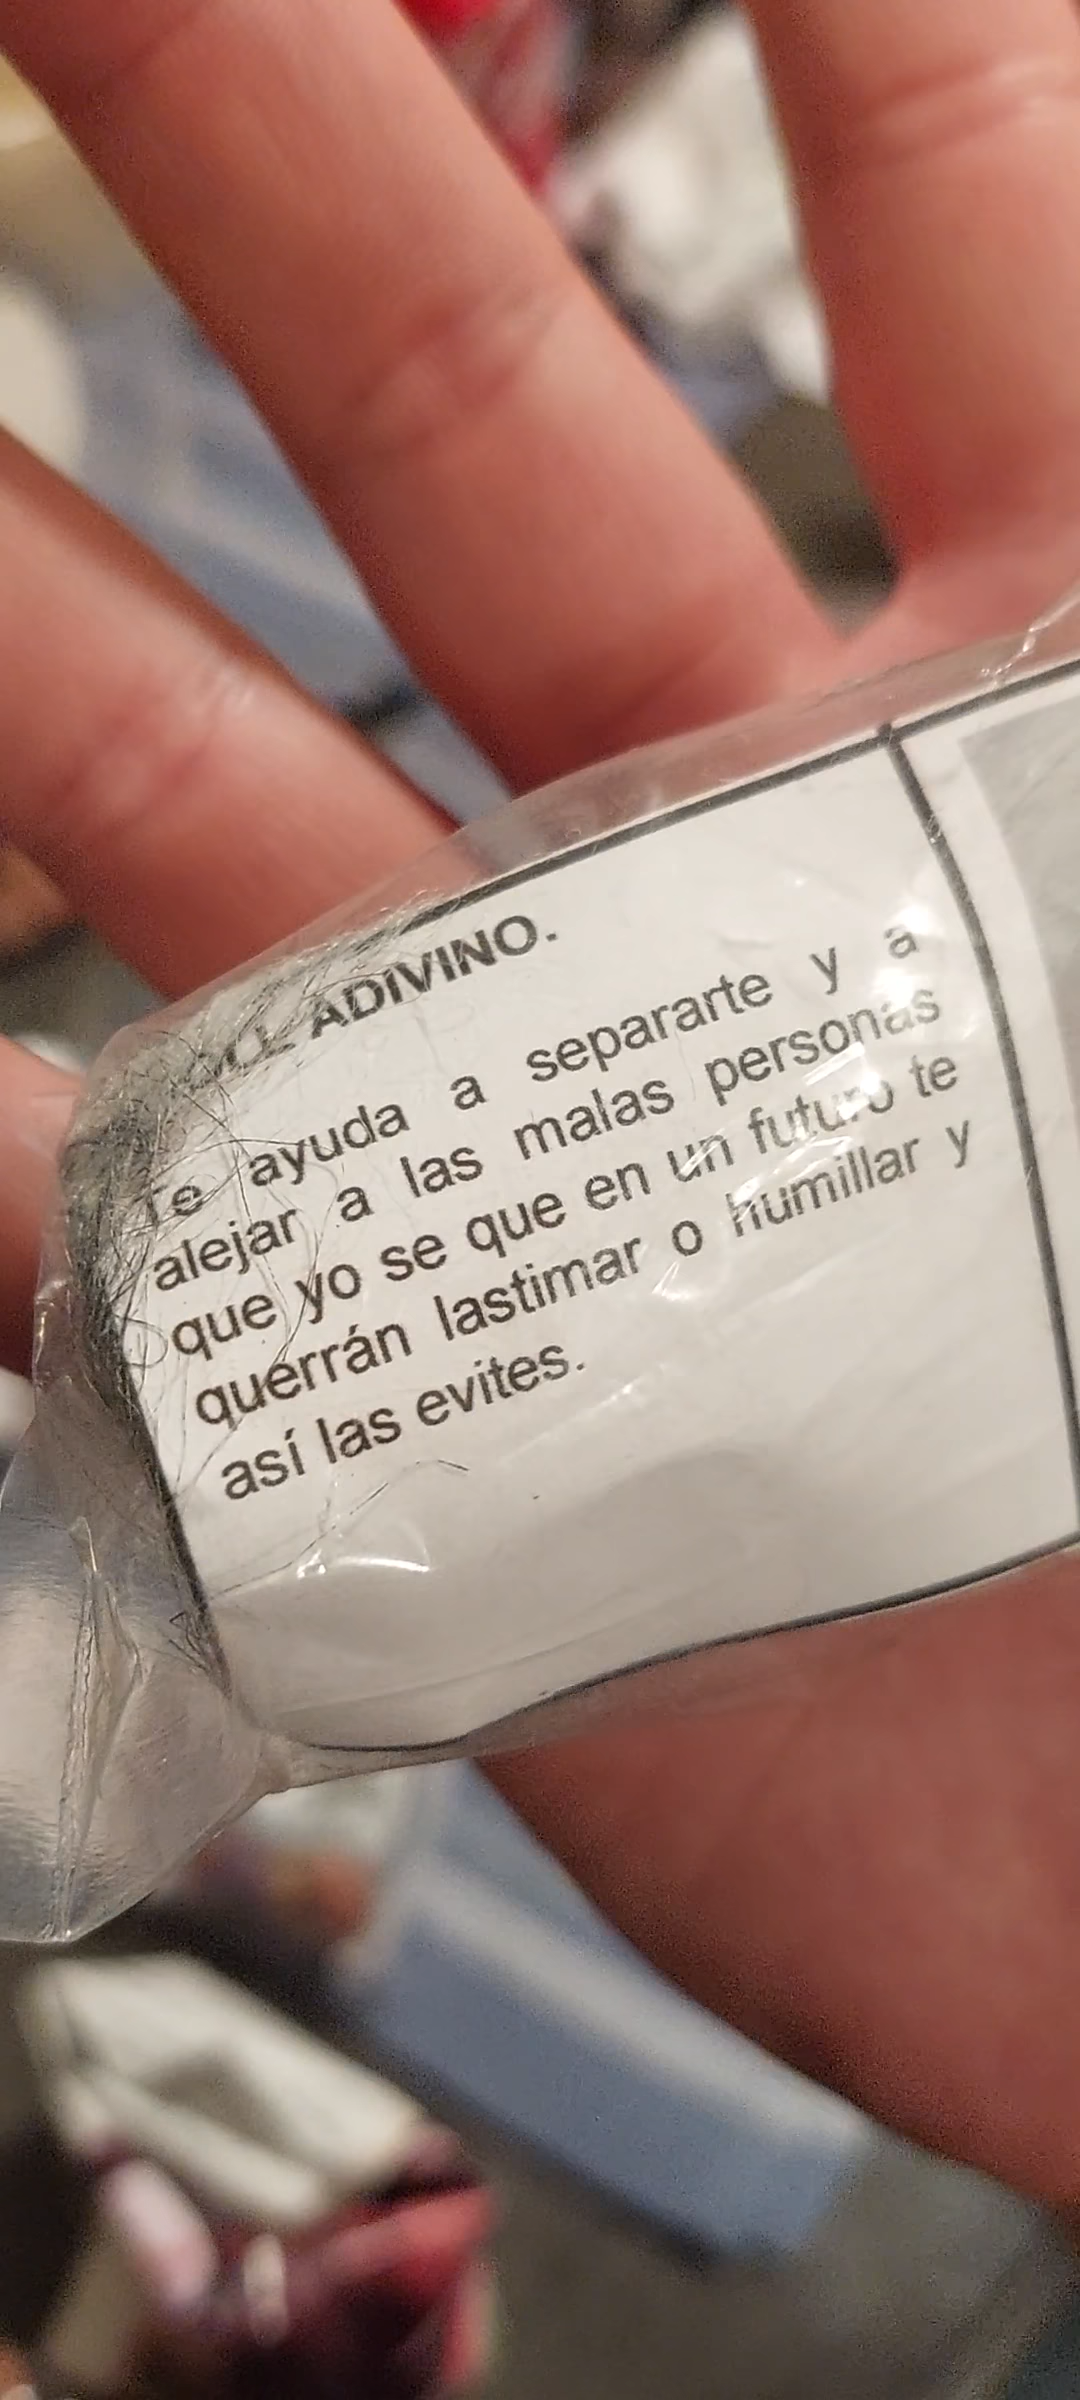 ADIVINO.
Te ayuda a separarte y a
alejar a las malas personas
que yo se que en un futuro te
querrán lastimar o humillar y
así las evites.